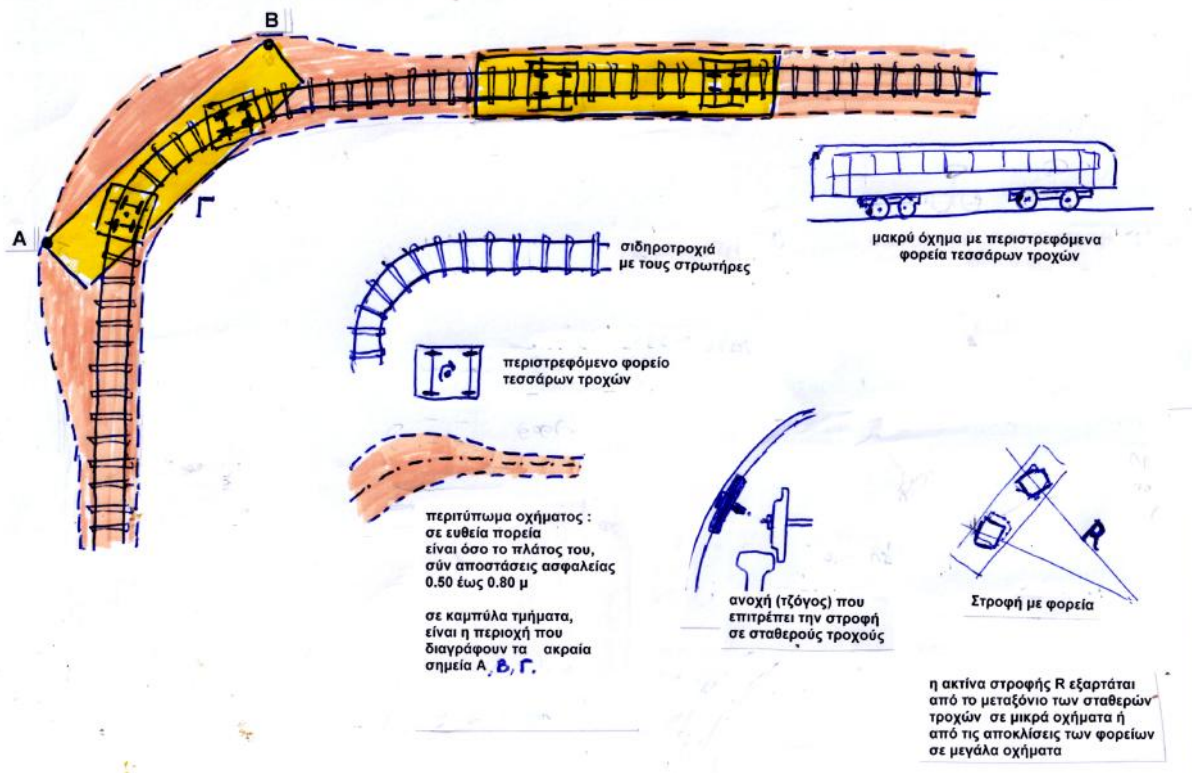 B
A
Γ
μακρύ όχημα με περιστρεφόμενα
φορεία τεσσάρων τροχών
σιδηροτροχιά
με τους στρωτήρες
περιστρεφόμενο φορείο
τεσσάρων τροχών
περιτύπωμα οχήματος :
σε ευθεία πορεία
είναι όσο το πλάτος του,
σύν αποστάσεις ασφαλείας
0.50 έως 0.80 μ
σε καμπύλα τμήματα,
είναι η περιοχή που
διαγράφουν τα ακραία
σημεία Α, Β, Γ.
ανοχή (τζόγος) που
επιτρέπει την στροφή
σε σταθερούς τροχούς
R
Στροφή με φορεία
η ακτίνα στροφής R εξαρτάται
από το μεταξόνιο των σταθερών
τροχών σε μικρά οχήματα ή
από τις αποκλίσεις των φορείων
σε μεγάλα οχήματα